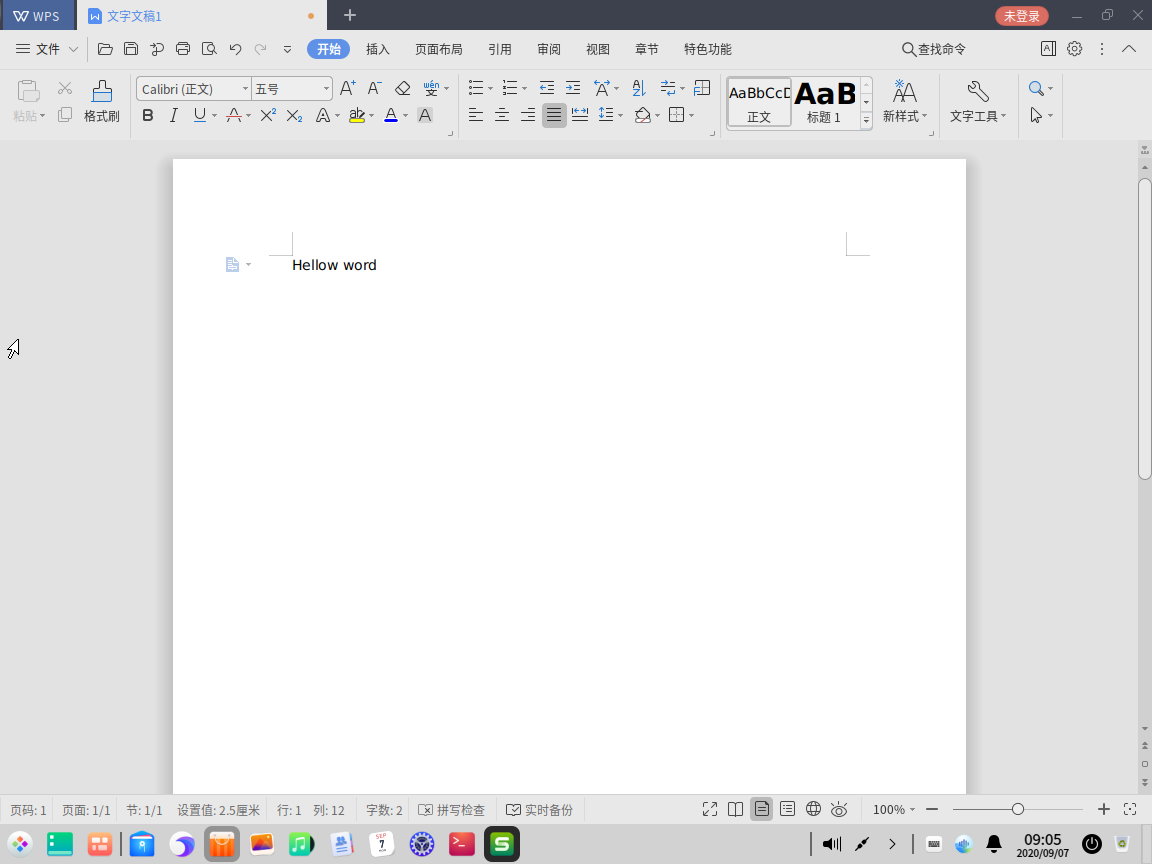 WPS
文字文稿1
未登录
文件
开始
插入
页面布局
引用
审阅
视图
章节
特色功能
查找命令
粘贴
格式刷
Calibri (正文)
五号
AaBbCcD
正文
AaB
标题 1
新样式
文字工具
Hellow word
页码: 1
页面: 1/1
节: 1/1
设置值: 2.5厘米
行: 1
列: 12
字数: 2
拼写检查
实时备份
100%
SEP
7
09:05
2020/09/07